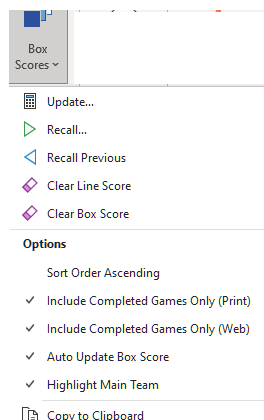 Box
Scores
Update...
Recall...
Recall Previous
Clear Line Score
Clear Box Score
Options
Sort Order Ascending
Include Completed Games Only (Print)
Include Completed Games Only (Web)
Auto Update Box Score
Highlight Main Team
Copy to Clipboard